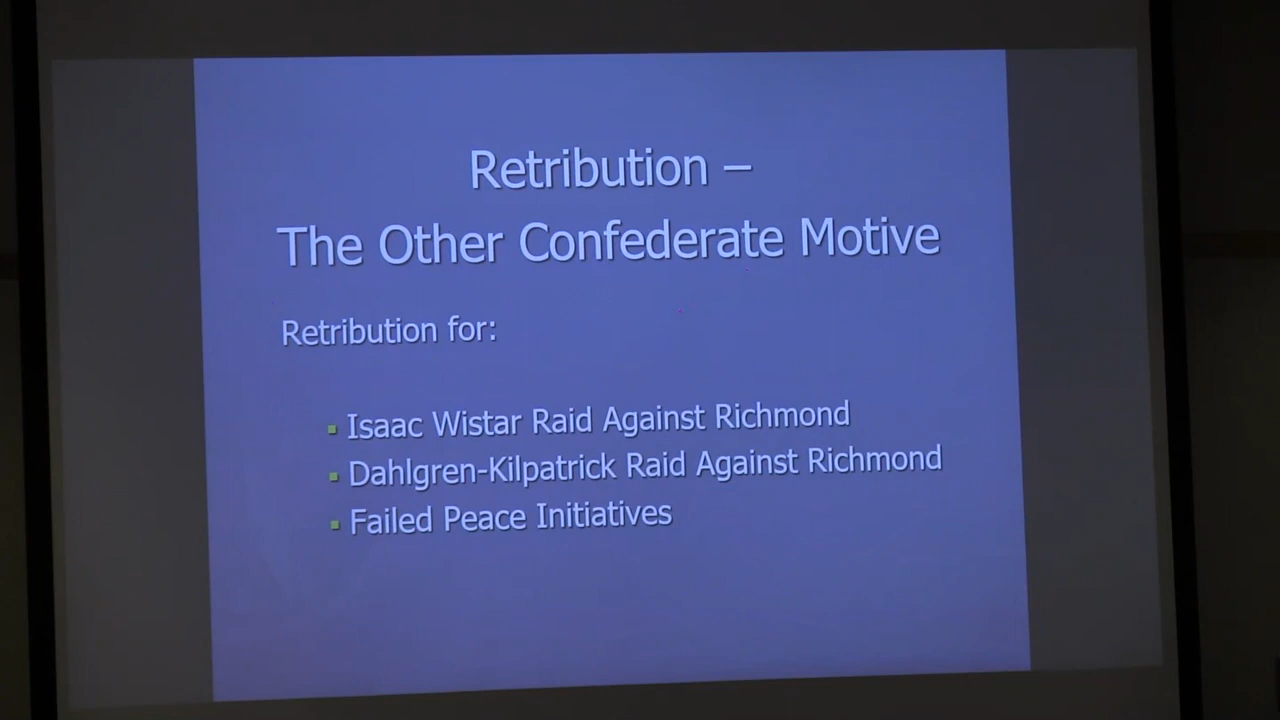 Retribution –
The Other Confederate Motive
Retribution for:
▪ Isaac Wistar Raid Against Richmond
▪ Dahlgren-Kilpatrick Raid Against Richmond
▪ Failed Peace Initiatives